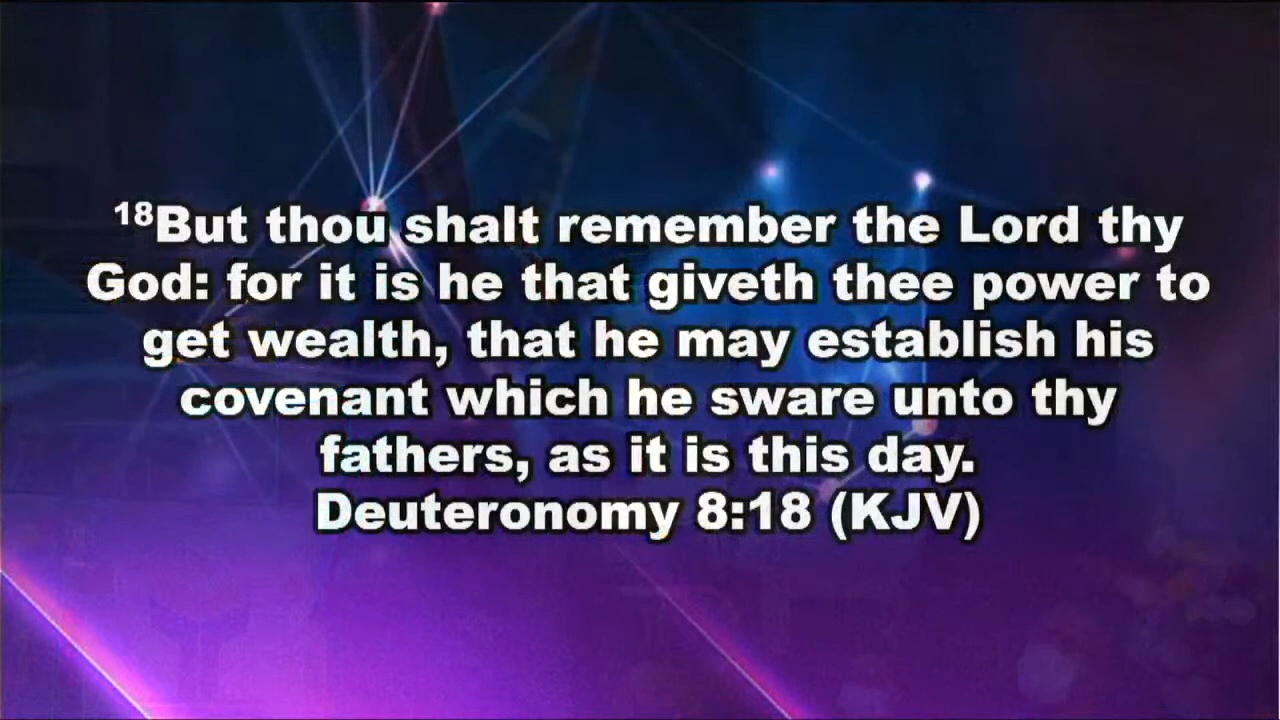 ¹⁸But thou shalt remember the Lord thy
God: for it is he that giveth thee power to
get wealth, that he may establish his
covenant which he sware unto thy
fathers, as it is this day.
Deuteronomy 8:18 (KJV)